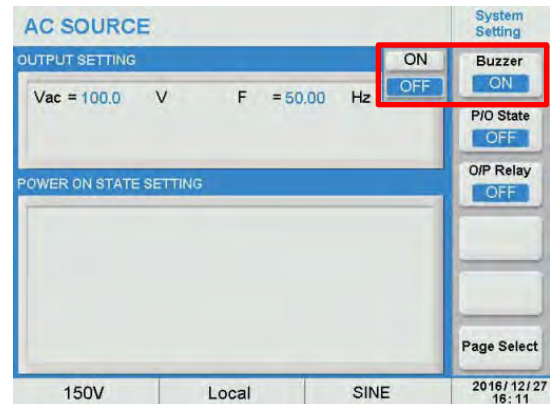 AC SOURCE
System
Setting
OUTPUT SETTING
ON
OFF
Buzzer
ON
Vac = 100.0 V F = 50.00 Hz
P/O State
OFF
O/P Relay
OFF
POWER ON STATE SETTING
Page Select
150V Local SINE
2016/12/27
16:11